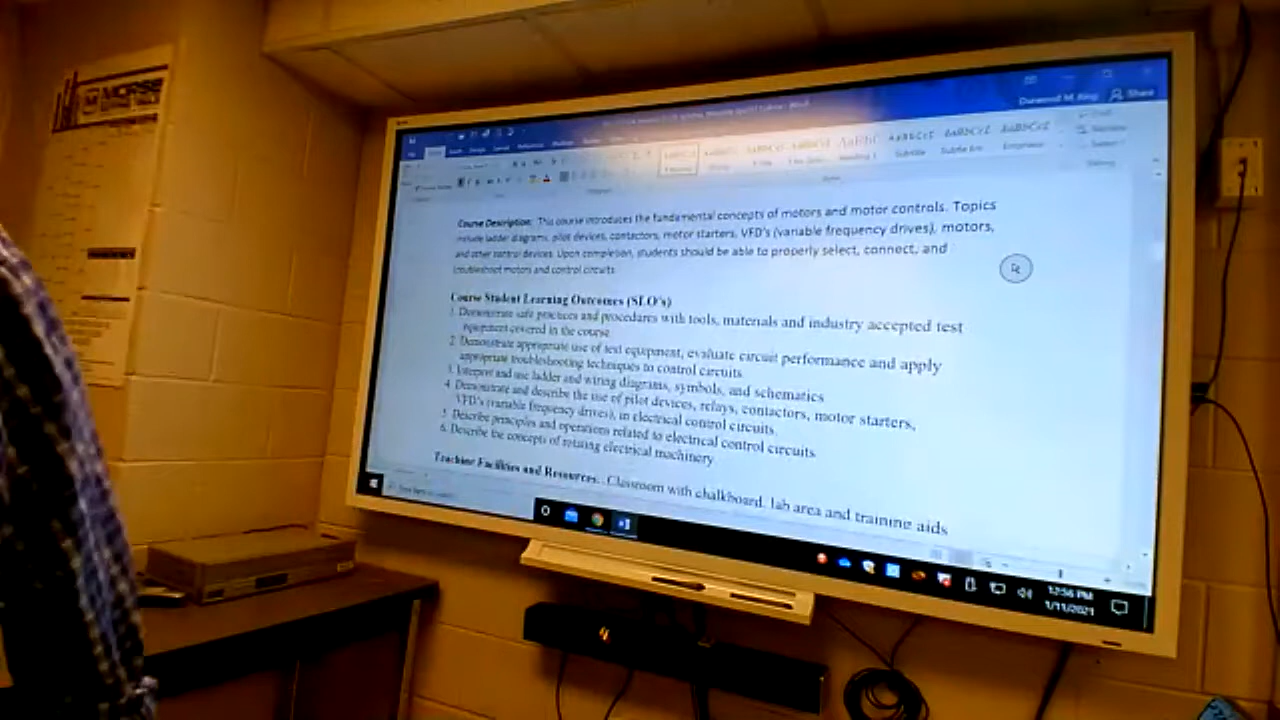 MORSE
Share
Course Description: This course introduces the fundamental concepts of motors and motor controls. Topics
include ladder diagrams, pilot devices, contactors, motor starters, VFD's (variable frequency drives), motors,
and other control devices. Upon completion, students should be able to properly select, connect, and
troubleshoot motors and control circuits
Course Student Learning Outcomes (SLO's)
1. Demonstrate safe practices and procedures with tools, materials and industry accepted test
equipment covered in the course.
2. Demonstrate appropriate use of test equipment, evaluate circuit performance and apply
appropriate troubleshooting techniques to control circuits.
3. Interpret and use ladder and wiring diagrams, symbols, and schematics
4. Demonstrate and describe the use of pilot devices, relays, contactors, motor starters,
VFD's (variable frequency drives), in electrical control circuits.
5. Describe principles and operations related to electrical control circuits
6. Describe the concepts of rotating electrical machinery
Teaching Facilities and Resources.. Classroom with chalkboard, lab area and training aids
12:56 PM
1/11/2021